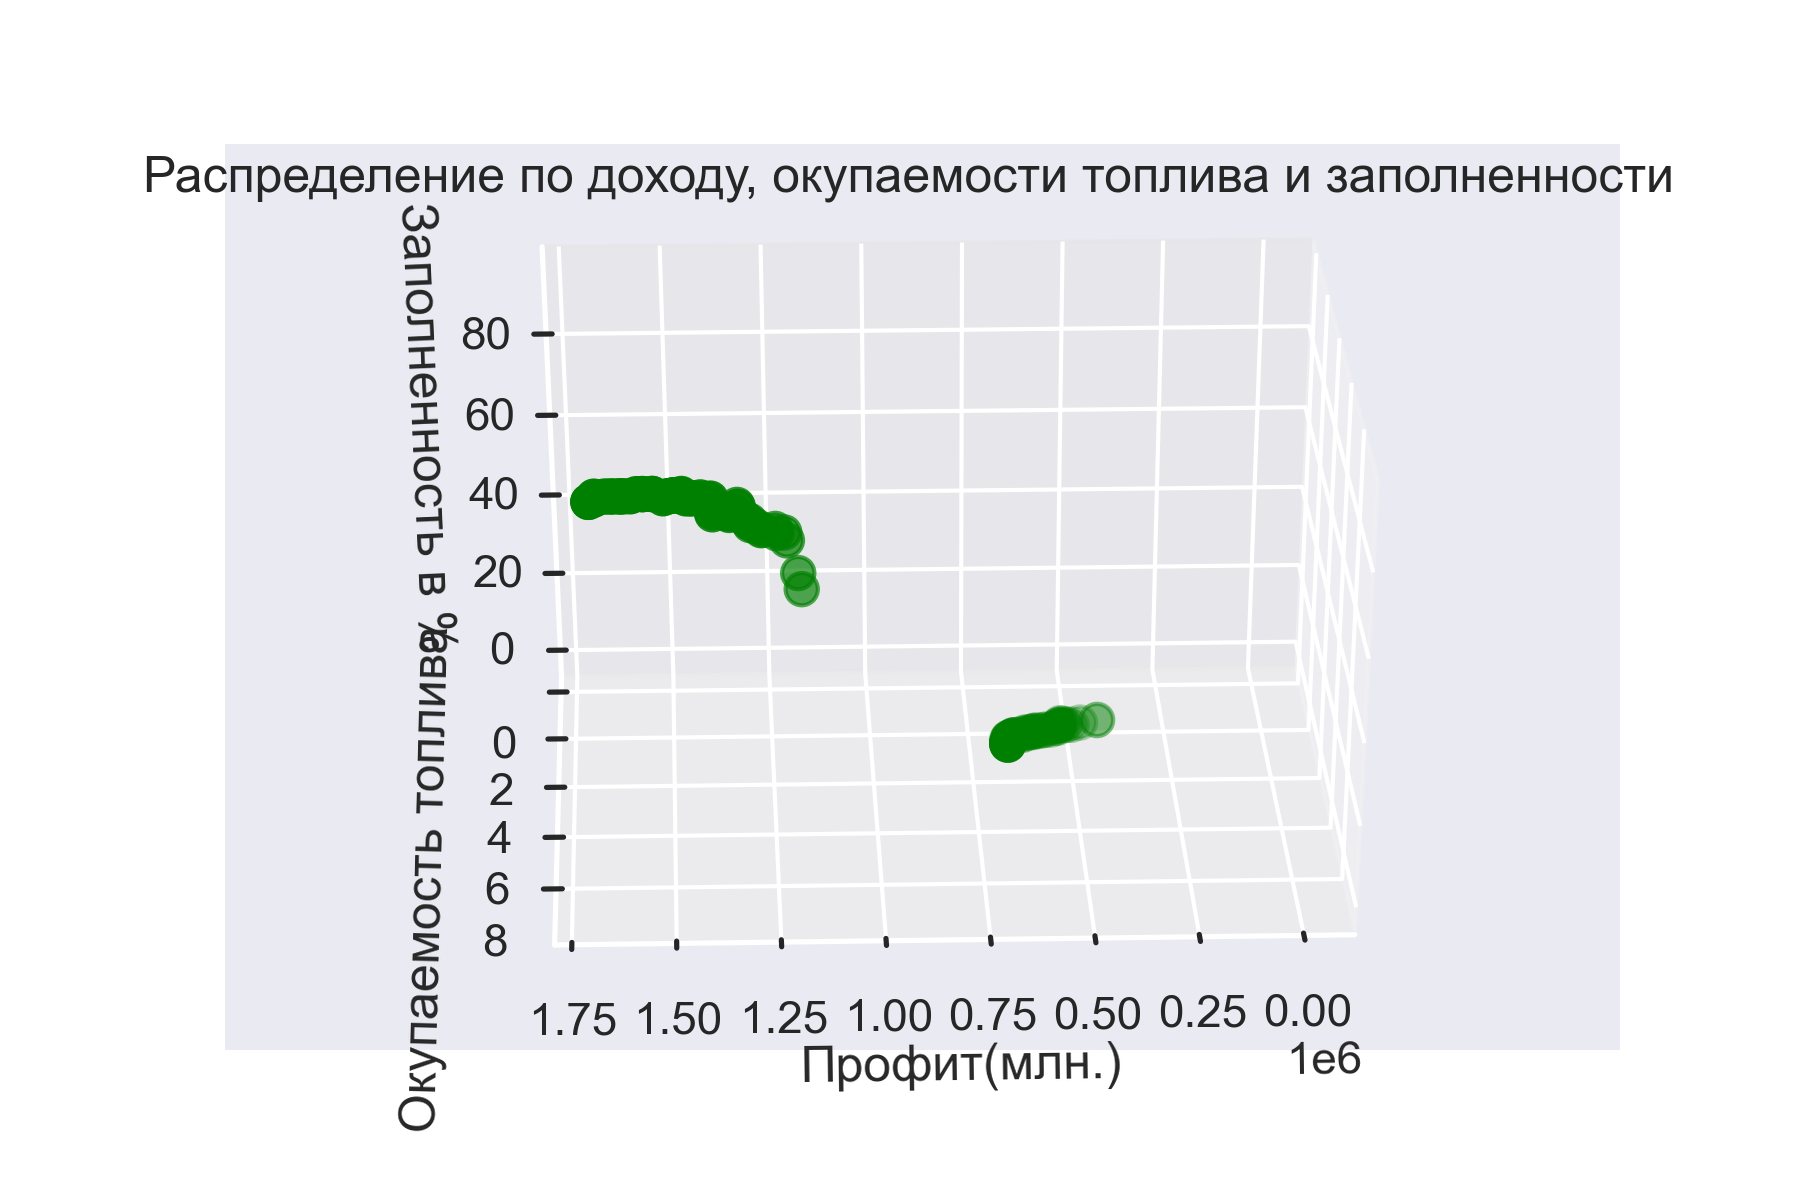 Распределение по доходу, окупаемости топлива и заполненности
Заполненность в %
80
60
40
20
0
Окупаемость топлива
0
2
4
6
8
1.75 1.50 1.25 1.00 0.75 0.50 0.25 0.00
1e6
Профит(млн.)